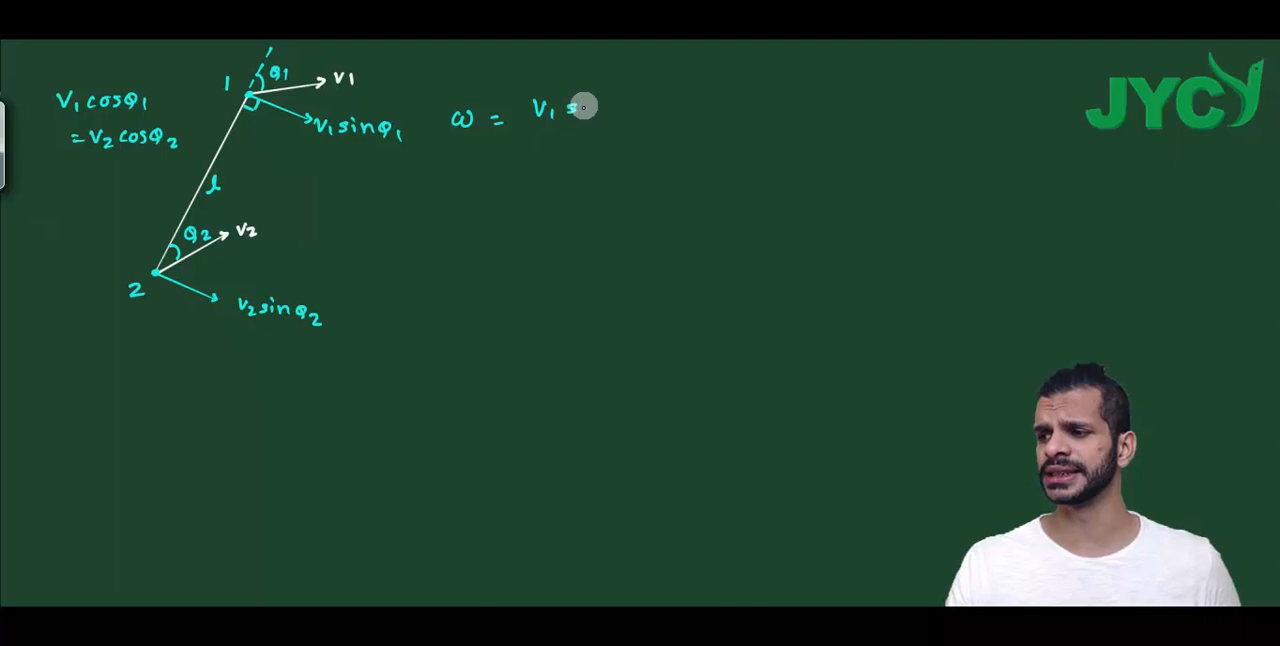 V₁ cosθ₁
= V₂ cosθ₂
1
θ₁
V₁
V₁ sinθ₁
ω = V₁ s
l
θ₂
V₂
2
V₂ sinθ₂
JYC